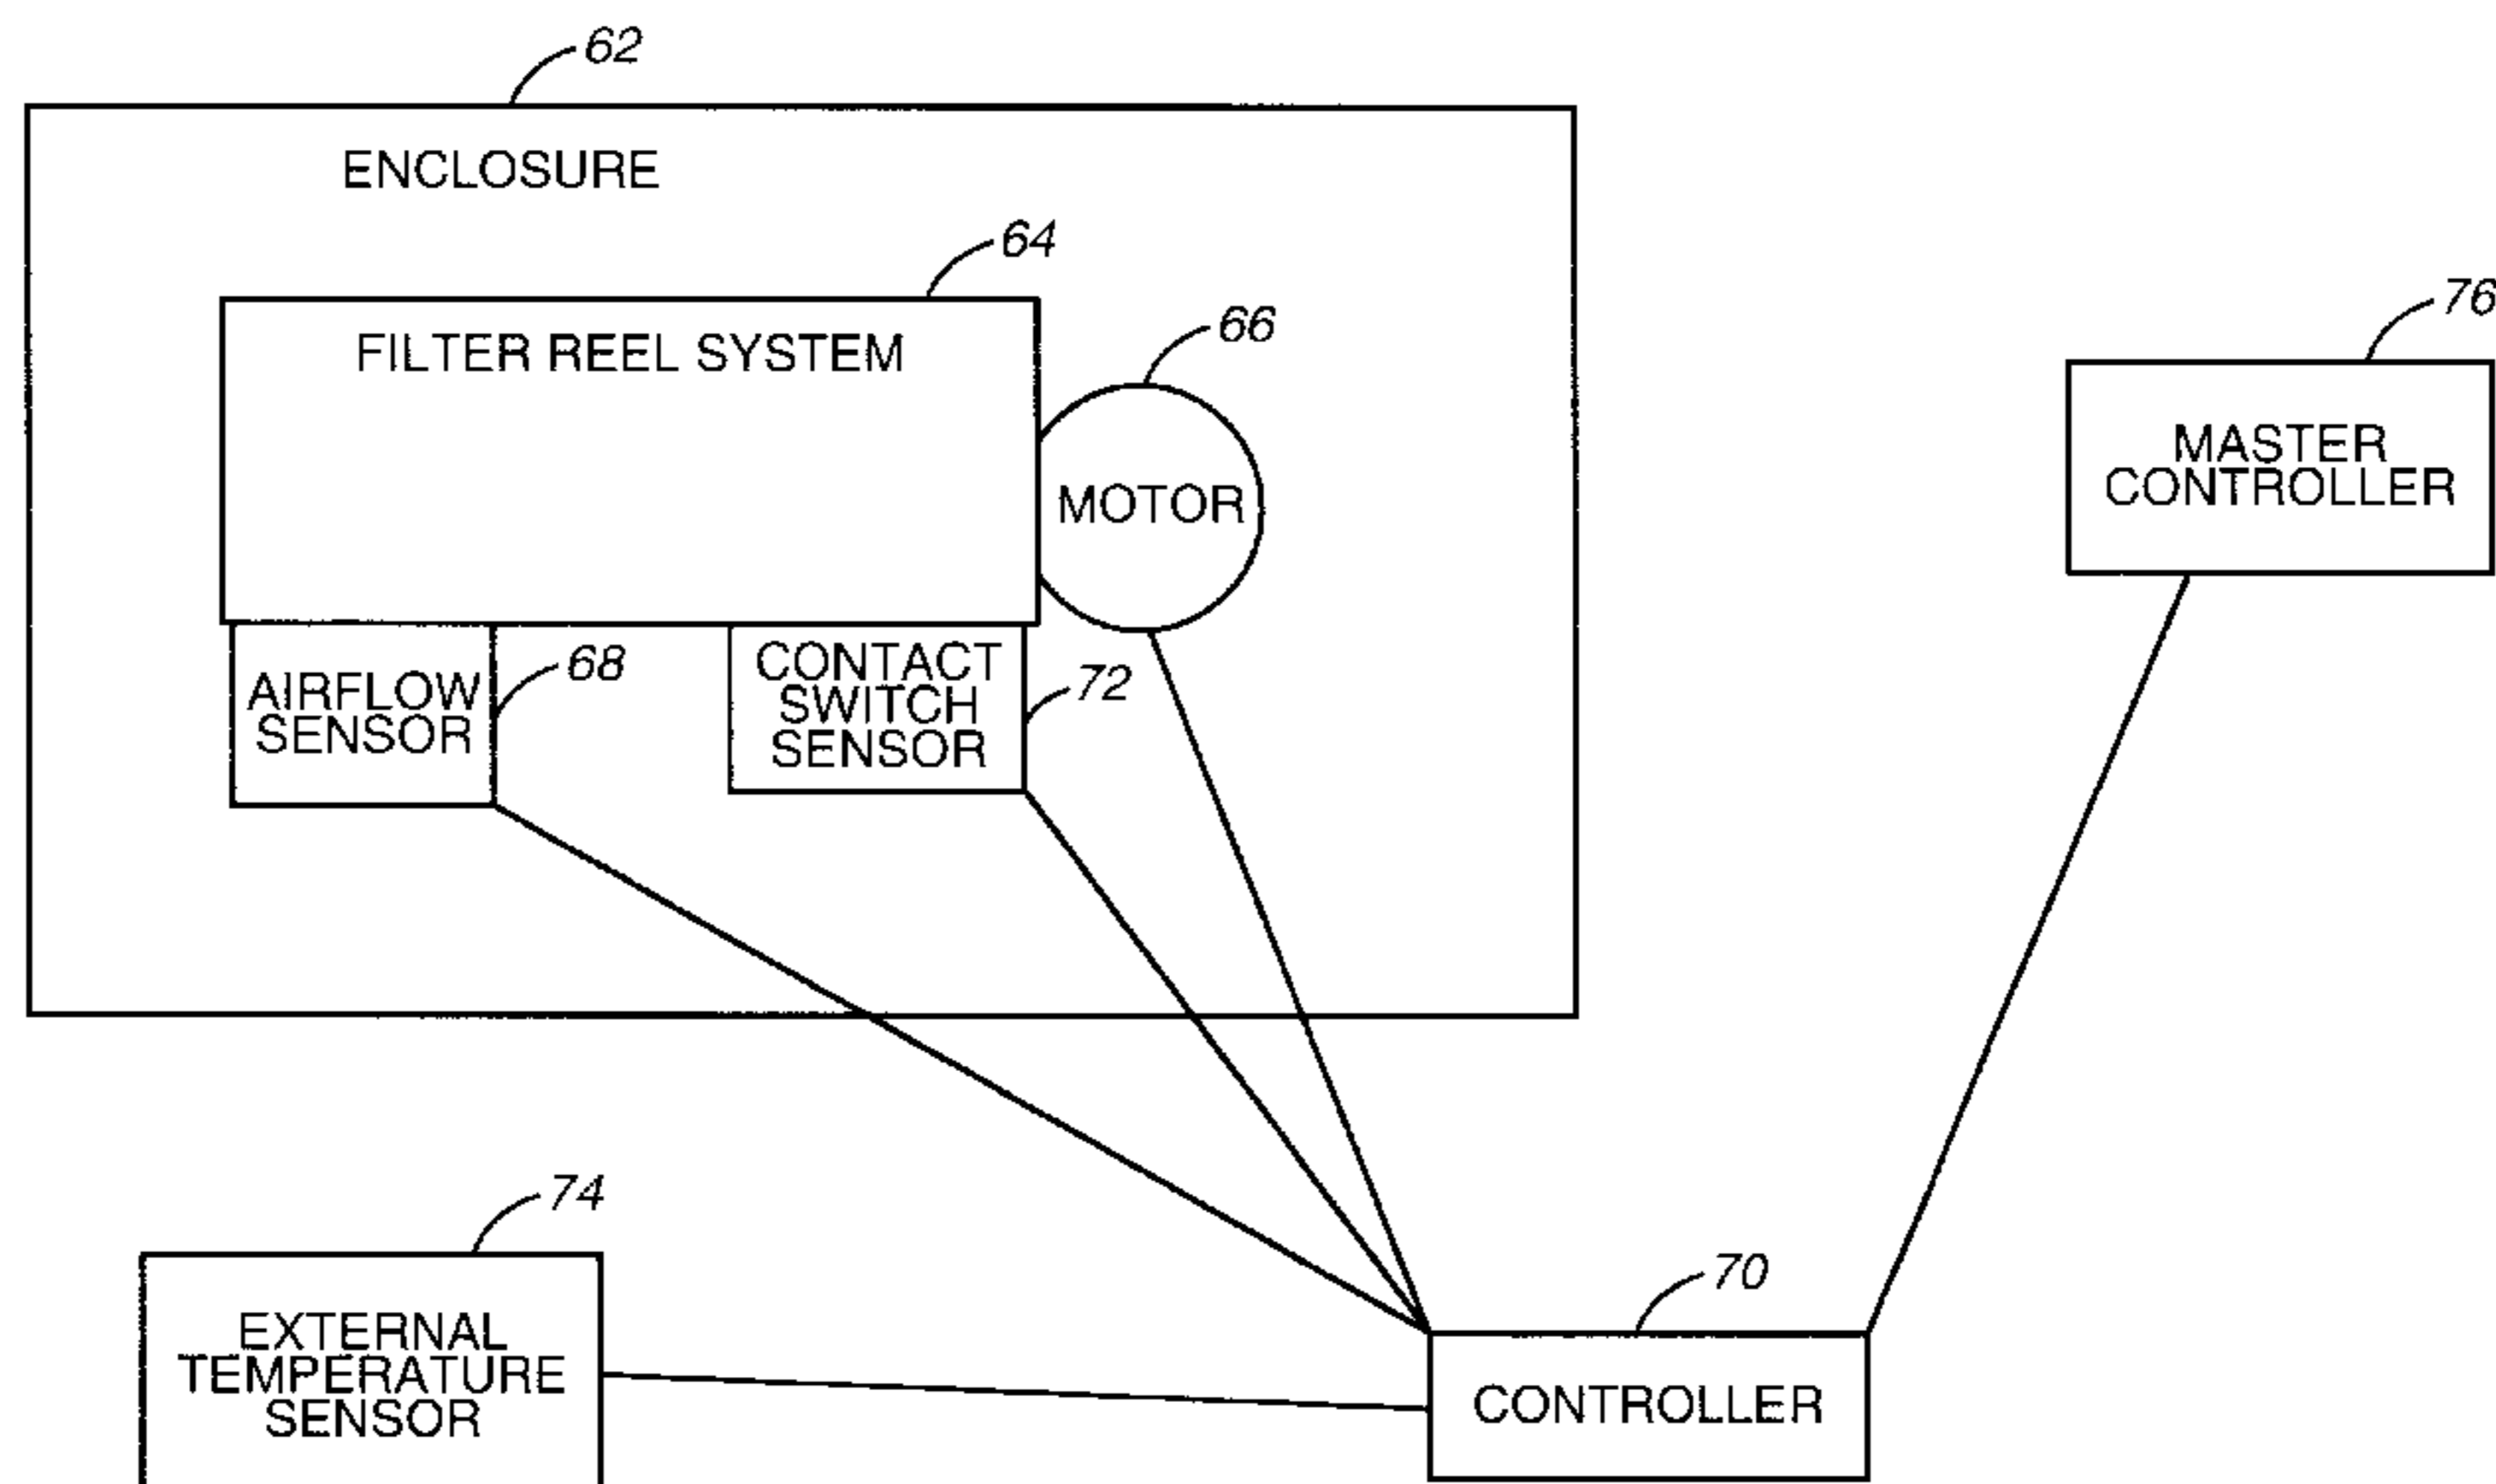 62
ENCLOSURE
64
FILTER REEL SYSTEM
66
MOTOR
76
MASTER
CONTROLLER
AIRFLOW
SENSOR
68
CONTACT
SWITCH
SENSOR
72
74
EXTERNAL
TEMPERATURE
SENSOR
70
CONTROLLER